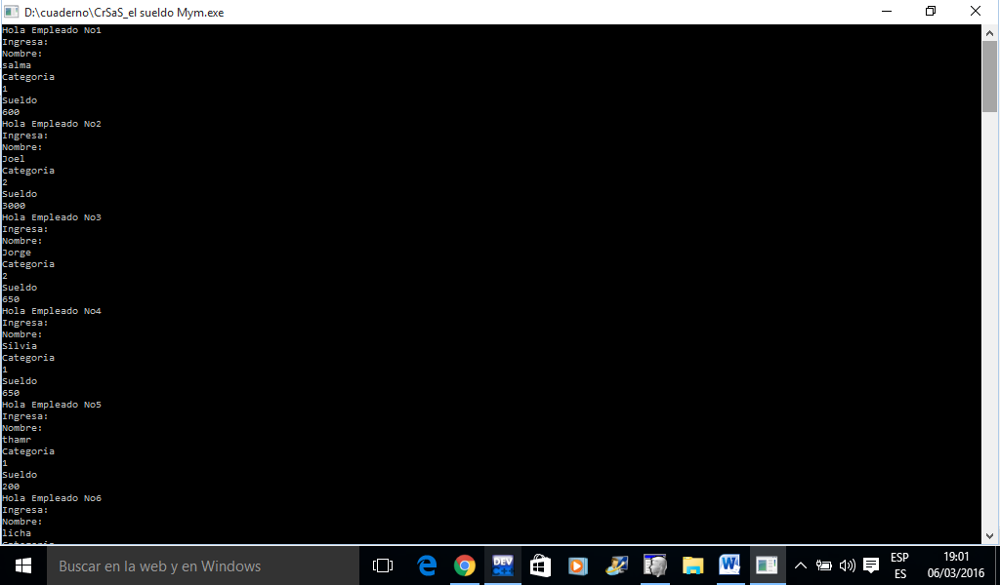 D:\cuaderno\CrSaS_el sueldo Mym.exe
Hola Empleado No1
Ingresa:
Nombre:
salma
Categoria
1
Sueldo
600
Hola Empleado No2
Ingresa:
Nombre:
Joel
Categoria
2
Sueldo
3000
Hola Empleado No3
Ingresa:
Nombre:
Jorge
Categoria
2
Sueldo
650
Hola Empleado No4
Ingresa:
Nombre:
Silvia
Categoria
1
Sueldo
650
Hola Empleado No5
Ingresa:
Nombre:
thamr
Categoria
1
Sueldo
200
Hola Empleado No6
Ingresa:
Nombre:
licha
Categoria
Buscar en la web y en Windows
DEV
ESP
ES
19:01
06/03/2016